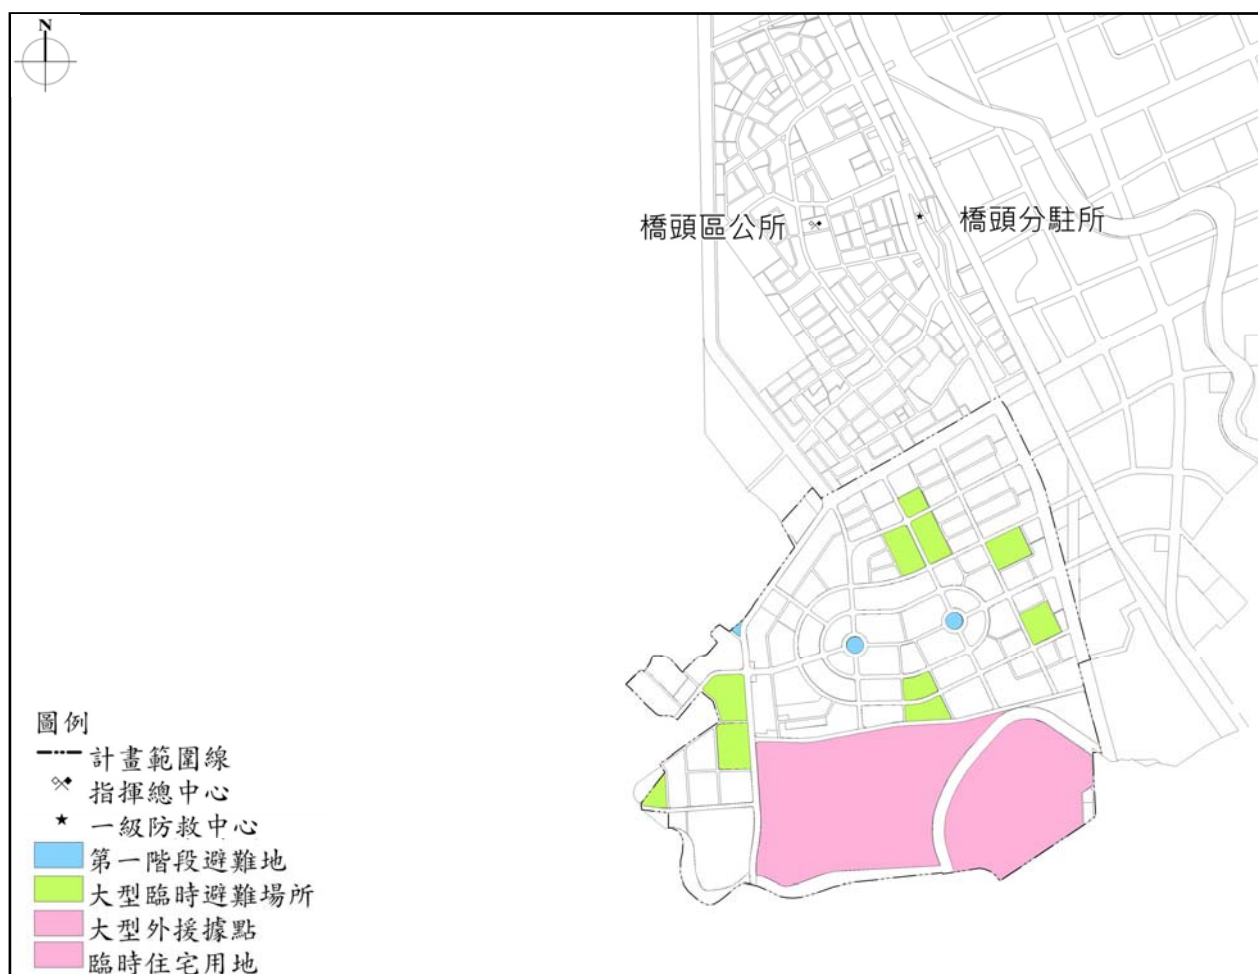 N
橋頭區公所
橋頭分駐所
圖例
計畫範圍線
指揮總中心
一級防救中心
第一階段避難地
大型臨時避難場所
大型外援據點
臨時住宅用地